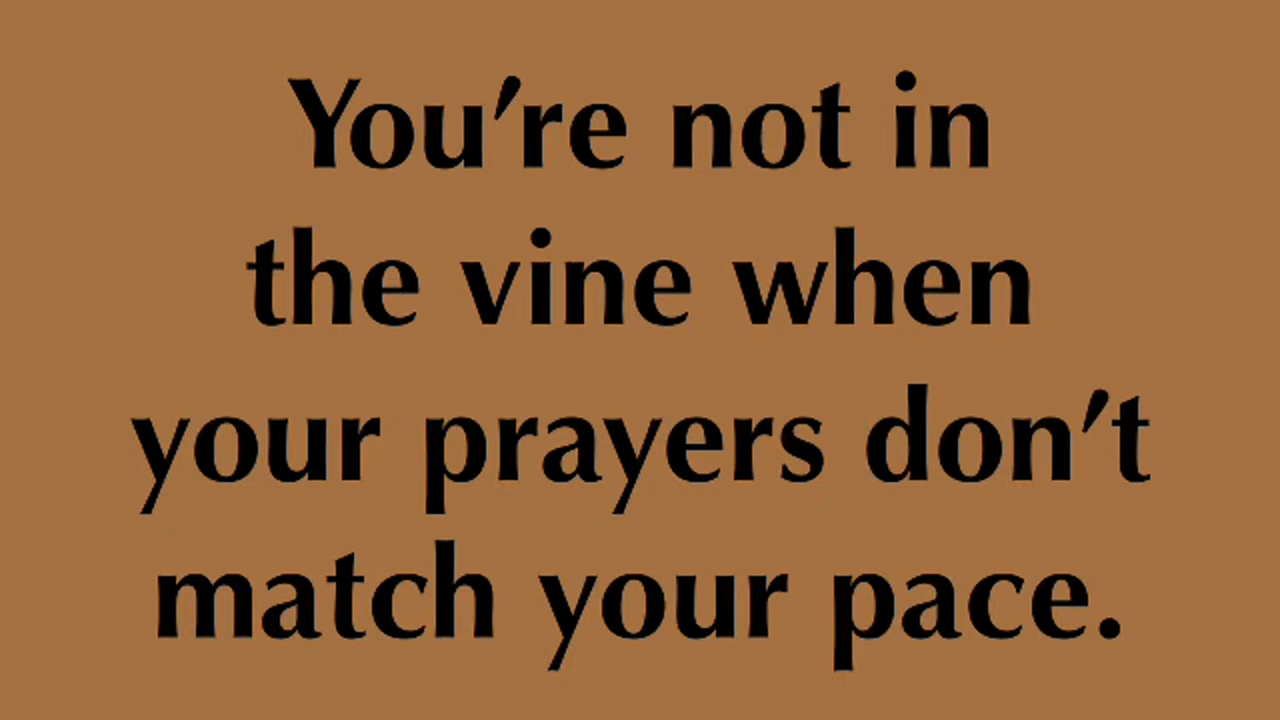 You’re not in
the vine when
your prayers don’t
match your pace.